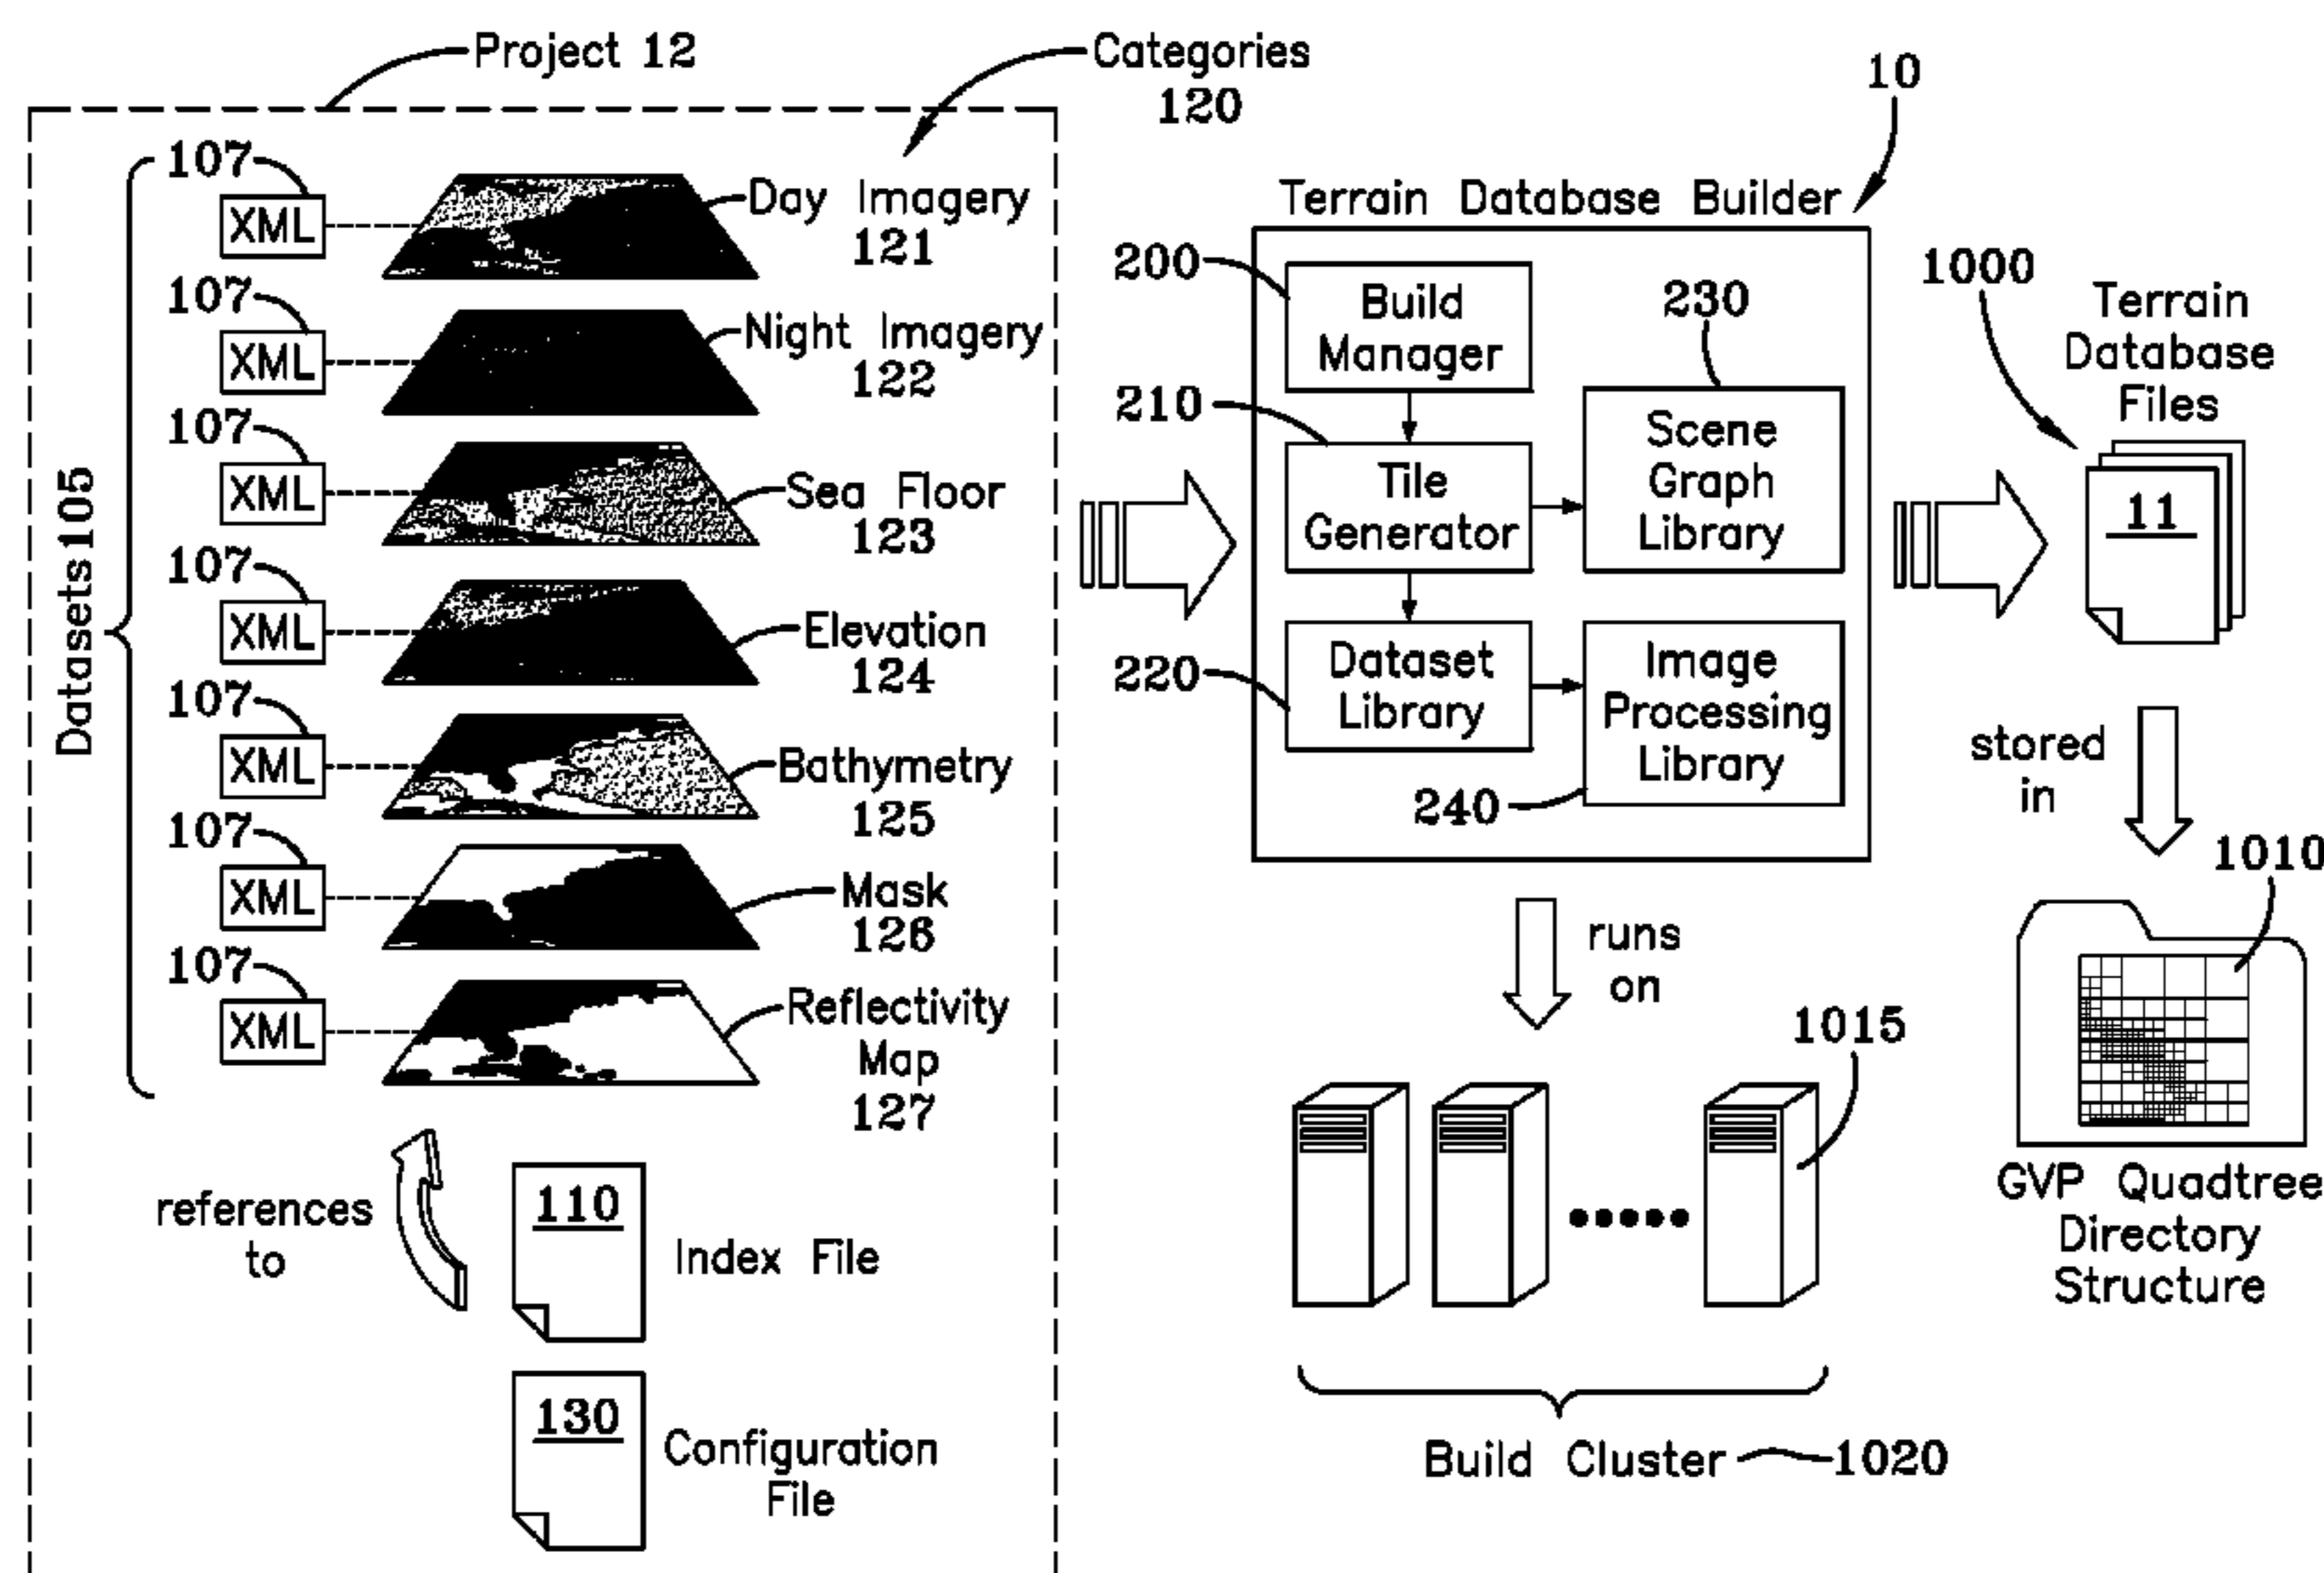 Project 12
Categories
120
10
Datasets 105
107
XML
Day Imagery
121
107
XML
Night Imagery
122
107
XML
Sea Floor
123
107
XML
Elevation
124
107
XML
Bathymetry
125
107
XML
Mask
126
107
XML
Reflectivity
Map
127
references
to
110
Index File
130
Configuration
File
Terrain Database Builder
200
Build
Manager
210
Tile
Generator
220
Dataset
Library
230
Scene
Graph
Library
240
Image
Processing
Library
runs
on
1015
Build Cluster
1020
1000
Terrain
Database
Files
11
stored
in
1010
GVP Quadtree
Directory
Structure